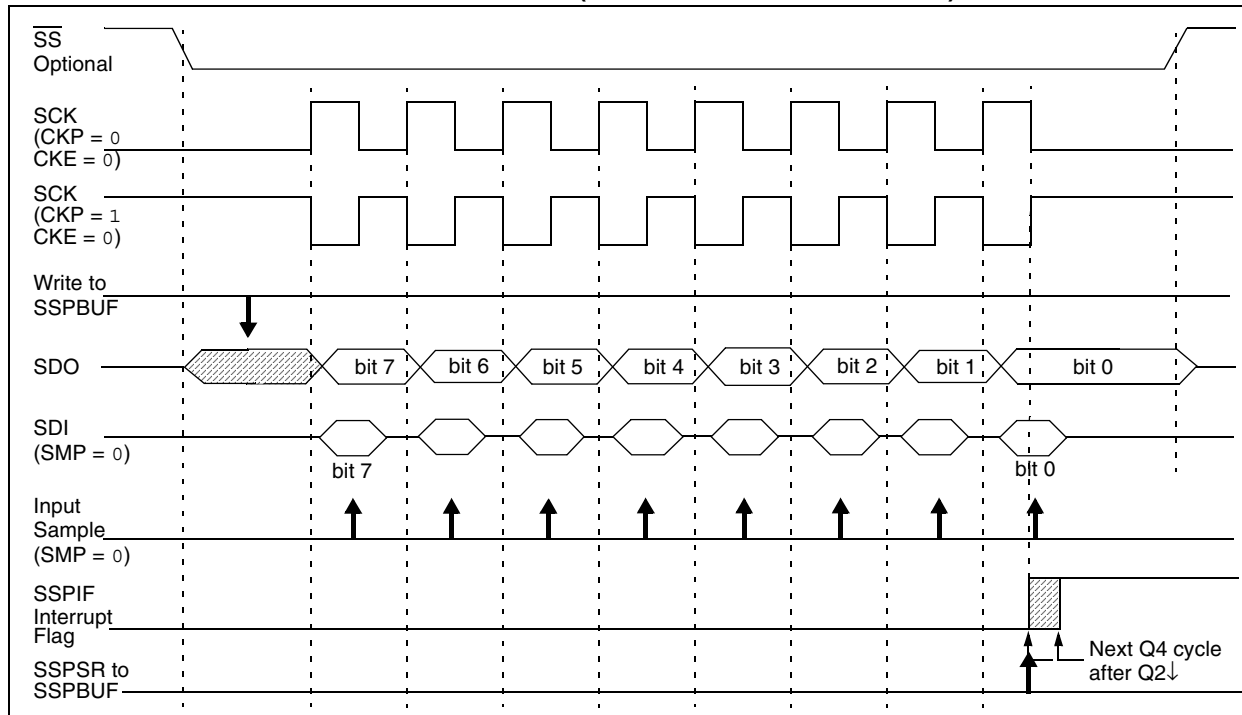 SS
Optional
SCK
(CKP = 0
CKE = 0)
SCK
(CKP = 1
CKE = 0)
Write to
SSPBUF
SDO
bit 7 bit 6 bit 5 bit 4 bit 3 bit 2 bit 1 bit 0
SDI
(SMP = 0)
bit 7 bit 0
Input
Sample
(SMP = 0)
SSPIF
Interrupt
Flag
Next Q4 cycle
after Q2↓
SSPSR to
SSPBUF